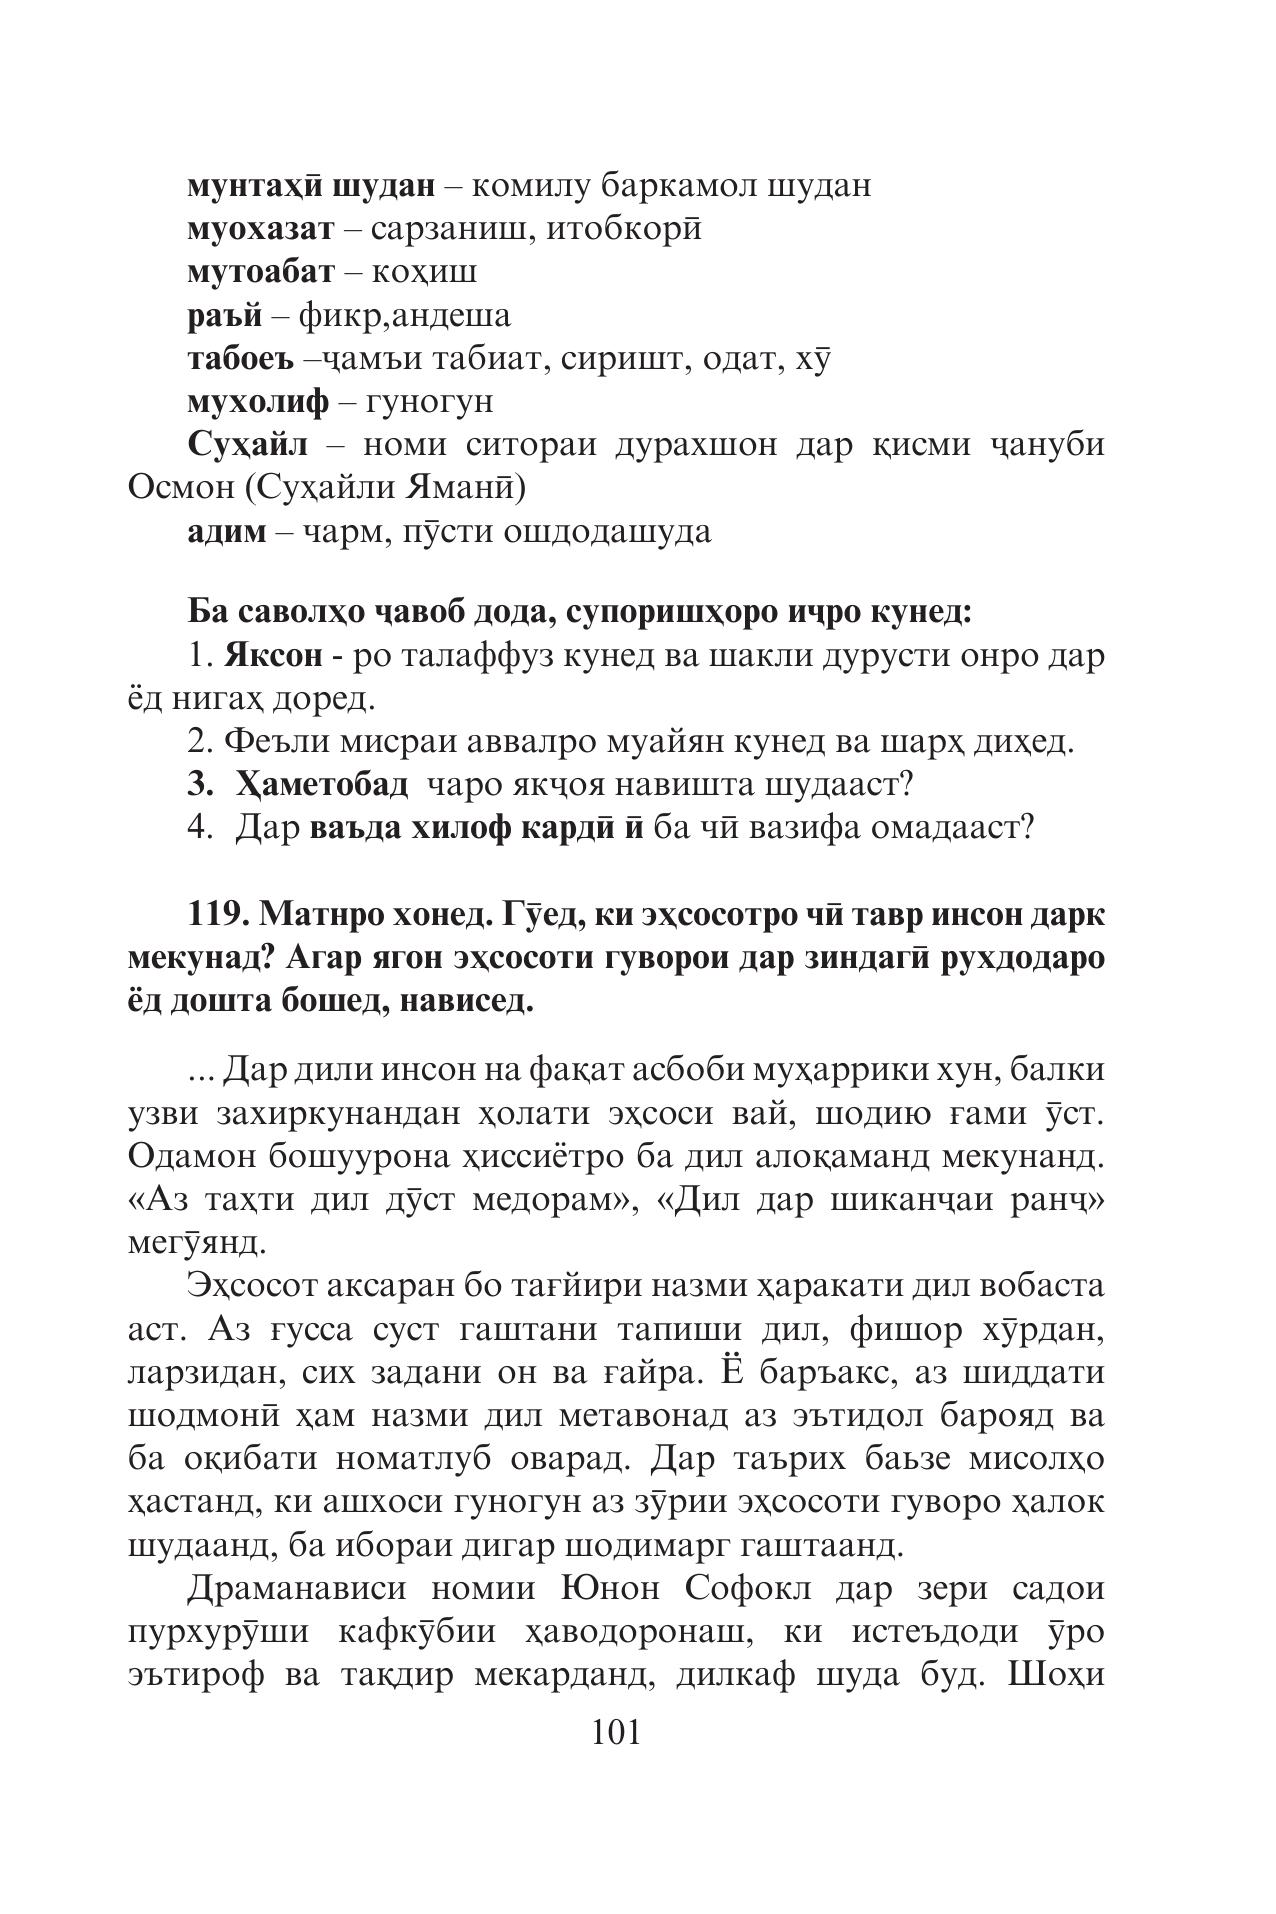 мунтаҳӣ шудан – комилу баркамол шудан
муохазат – сарзаниш, итобкорӣ
мутоабат – коҳиш
раъй – фикр,андеша
табоеъ –ҷамъи табиат, сиришт, одат, хӯ
мухолиф – гуногун
Суҳайл – номи ситораи дурахшон дар қисми ҷануби
Осмон (Суҳайли Яманӣ)
адим – чарм, пӯсти ошдодашуда
Ба саволҳо ҷавоб дода, супоришҳоро иҷро кунед:
1. Яксон - ро талаффуз кунед ва шакли дурусти онро дар
ёд нигаҳ доред.
2. Феъли мисраи аввалро муайян кунед ва шарҳ диҳед.
3. Ҳаметобад чаро якҷоя навишта шудааст?
4. Дар ваъда хилоф кардӣ ӣ ба чӣ вазифа омадааст?
119. Матнро хонед. Гӯед, ки эҳсосотро чӣ тавр инсон дарк
мекунад? Агар ягон эҳсосоти гуворои дар зиндагӣ рухдодаро
ёд дошта бошед, нависед.
... Дар дили инсон на фақат асбоби муҳаррики хун, балки
узви захиркунандан ҳолати эҳсоси вай, шодию ғами ӯст.
Одамон бошуурона ҳиссиётро ба дил алоқаманд мекунанд.
«Аз таҳти дил дӯст медорам», «Дил дар шиканҷаи ранҷ»
мегӯянд.
Эҳсосот аксаран бо тағйири назми ҳаракати дил вобаста
аст. Аз ғусса суст гаштани тапиши дил, фишор хӯрдан,
ларзидан, сих задани он ва ғайра. Ё баръакс, аз шиддати
шодмонӣ ҳам назми дил метавонад аз эътидол барояд ва
ба оқибати номатлуб оварад. Дар таърих баьзе мисолҳо
ҳастанд, ки ашхоси гуногун аз зӯрии эҳсосоти гуворо ҳалок
шудаанд, ба ибораи дигар шодимарг гаштаанд.
Драманависи номии Юнон Софокл дар зери садои
пурхурӯши кафкӯбии ҳаводоронаш, ки истеъдоди ӯро
эътироф ва тақдир мекарданд, дилкаф шуда буд. Шоҳи
101